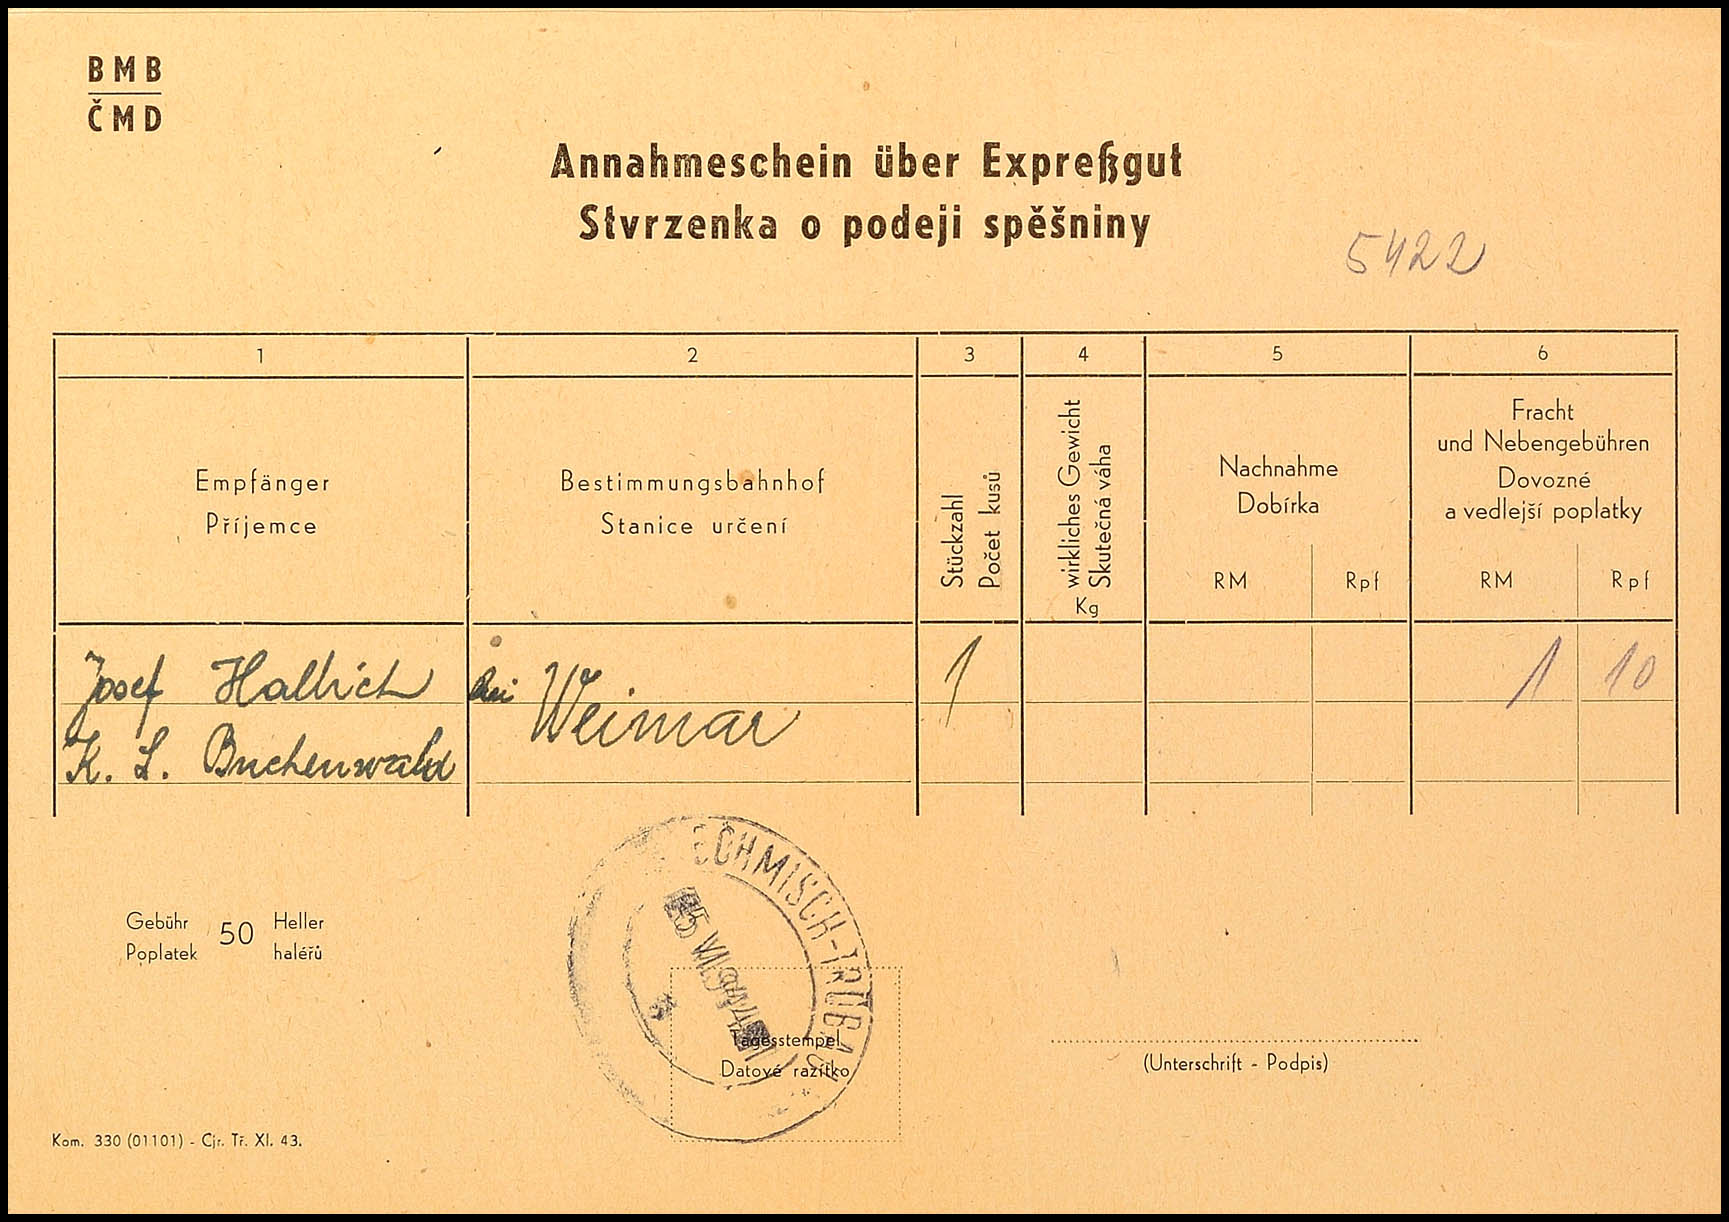 BMB
ČMD
Annahmeschein über Expreßgut
Stvrzenka o podeji spěšniny
5422
1 2 3 4 5 6
Empfänger
Příjemce
Bestimmungsbahnhof
Stanice určení
Stückzahl
Počet kusů
wirkliches Gewicht
Skutečná váha
Kg
Nachnahme
Dobírka
RM Rpf
Fracht
und Nebengebühren
Dovozné
a vedlejší poplatky
RM Rpf
Josef Hallrich bei Weimar 1 1 10
K. L. Buchenwald
Gebühr 50 Heller
Poplatek haléřů
Tagesstempel
Datové razítko
(Unterschrift - Podpis)
Kom. 330 (01101) - Cjr. Tř. XI. 43.